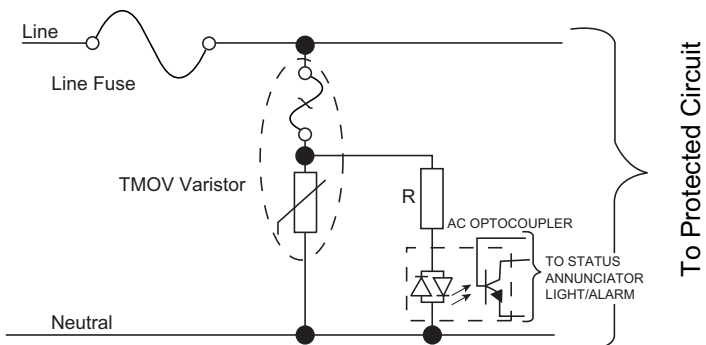 Line
Line Fuse
TMOV Varistor
R
AC OPTOCOUPLER
TO STATUS
ANNUNCIATOR
LIGHT/ALARM
Neutral
To Protected Circuit